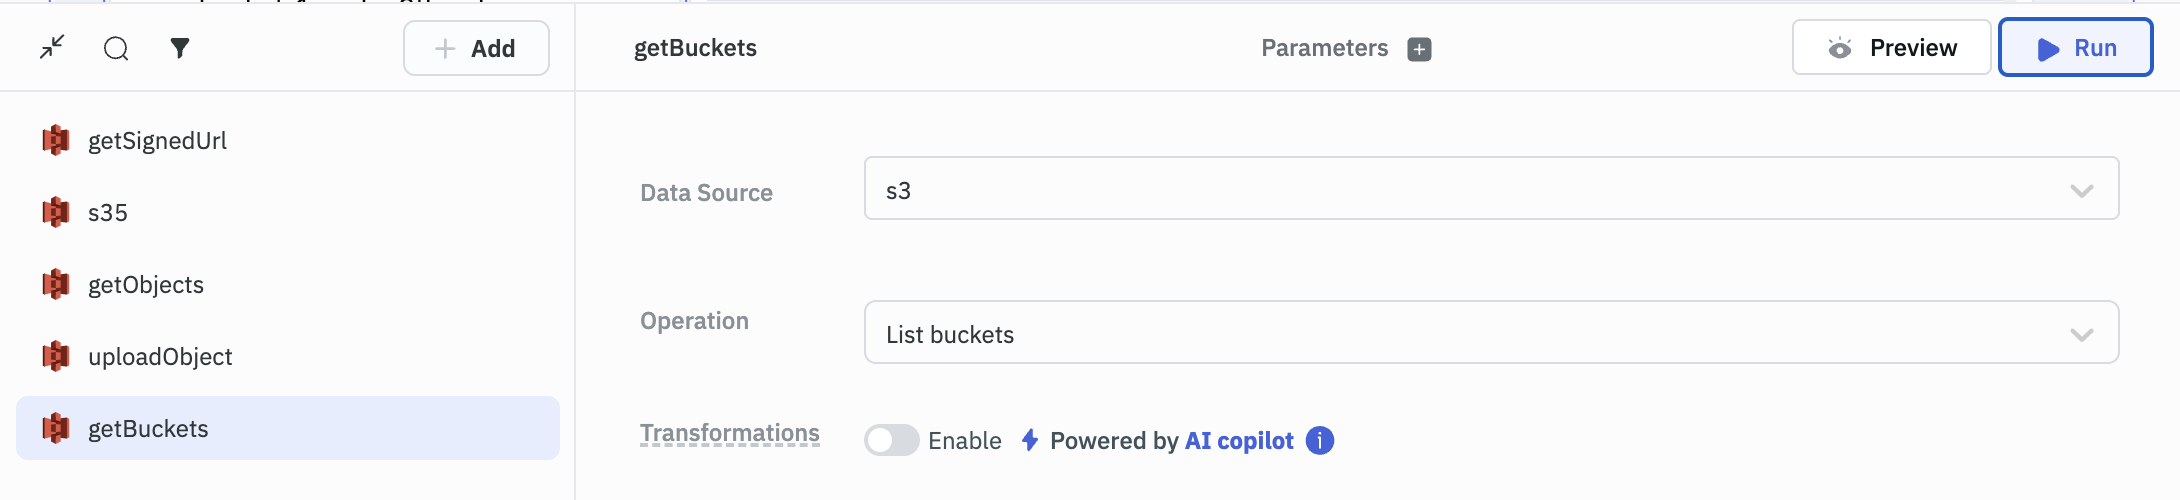 Add
getBuckets
Parameters
Preview
Run
getSignedUrl
s35
getObjects
uploadObject
getBuckets
Data Source
s3
Operation
List buckets
Transformations
Enable
Powered by AI copilot